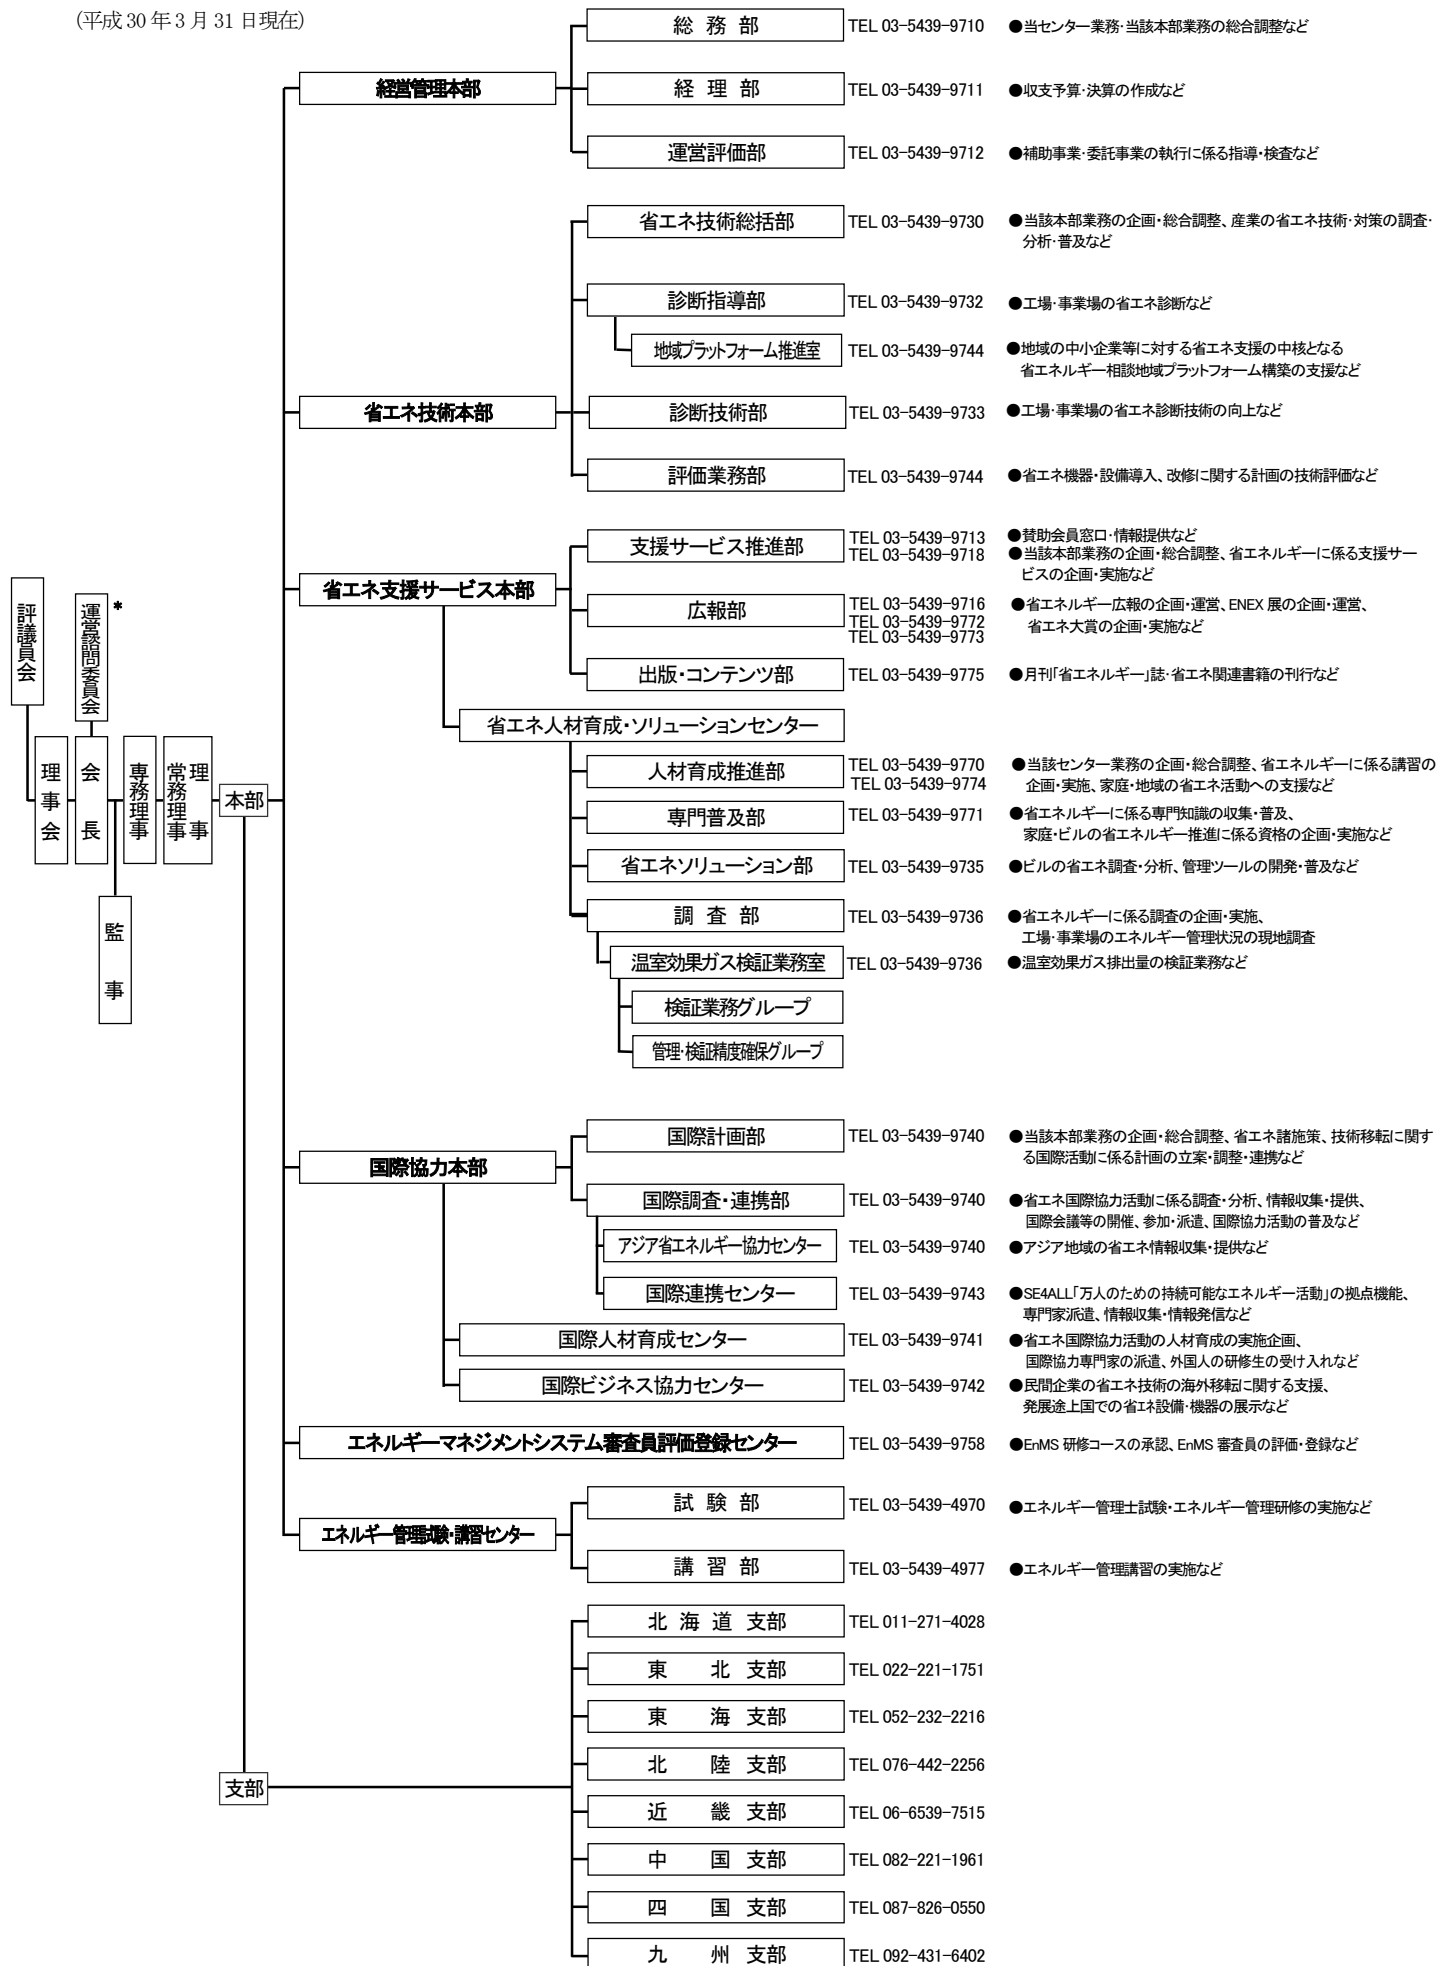 (平成 30 年 3 月 31 日現在)
総 務 部 TEL 03-5439-9710 ●当センター業務・当該本部業務の総合調整など
経営管理本部
経 理 部 TEL 03-5439-9711 ●収支予算・決算の作成など
運営評価部 TEL 03-5439-9712 ●補助事業・委託事業の執行に係る指導・検査など
省エネ技術総括部 TEL 03-5439-9730 ●当該本部業務の企画・総合調整、産業の省エネ技術・対策の調査・
分析・普及など
診断指導部 TEL 03-5439-9732 ●工場・事業場の省エネ診断など
地域プラットフォーム推進室 TEL 03-5439-9744 ●地域の中小企業等に対する省エネ支援の中核となる
省エネルギー相談地域プラットフォーム構築の支援など
省エネ技術本部
診断技術部 TEL 03-5439-9733 ●工場・事業場の省エネ診断技術の向上など
評価業務部 TEL 03-5439-9744 ●省エネ機器・設備導入、改修に関する計画の技術評価など
省エネ支援サービス本部
支援サービス推進部 TEL 03-5439-9713 ●賛助会員窓口・情報提供など
TEL 03-5439-9718 ●当該本部業務の企画・総合調整、省エネルギーに係る支援サー
ビスの企画・実施など
広報部 TEL 03-5439-9716 ●省エネルギー広報の企画・運営、ENEX 展の企画・運営、
TEL 03-5439-9772 省エネ大賞の企画・実施など
TEL 03-5439-9773
出版・コンテンツ部 TEL 03-5439-9775 ●月刊「省エネルギー」誌・省エネ関連書籍の刊行など
省エネ人材育成・ソリューションセンター
評議員会
運営諮問委員会 *
理事会
会長
専務理事
常務理事
理事
本部
監事
人材育成推進部 TEL 03-5439-9770 ●当該センター業務の企画・総合調整、省エネルギーに係る講習の
TEL 03-5439-9774 企画・実施、家庭・地域の省エネ活動への支援など
専門普及部 TEL 03-5439-9771 ●省エネルギーに係る専門知識の収集・普及、
家庭・ビルの省エネルギー推進に係る資格の企画・実施など
省エネソリューション部 TEL 03-5439-9735 ●ビルの省エネ調査・分析、管理ツールの開発・普及など
調 査 部 TEL 03-5439-9736 ●省エネルギーに係る調査の企画・実施、
工場・事業場のエネルギー管理状況の現地調査
温室効果ガス検証業務室 TEL 03-5439-9736 ●温室効果ガス排出量の検証業務など
検証業務グループ
管理・検証精度確保グループ
国際協力本部
国際計画部 TEL 03-5439-9740 ●当該本部業務の企画・総合調整、省エネ諸施策、技術移転に関す
る国際活動に係る計画の立案・調整・連携など
国際調査・連携部 TEL 03-5439-9740 ●省エネ国際協力活動に係る調査・分析、情報収集・提供、
国際会議等の開催、参加・派遣、国際協力活動の普及など
アジア省エネルギー協力センター TEL 03-5439-9740 ●アジア地域の省エネ情報収集・提供など
国際連携センター TEL 03-5439-9743 ●SE4ALL「万人のための持続可能なエネルギー活動」の拠点機能、
専門家派遣、情報収集・情報発信など
国際人材育成センター TEL 03-5439-9741 ●省エネ国際協力活動の人材育成の実施企画、
国際協力専門家の派遣、外国人の研修生の受け入れなど
国際ビジネス協力センター TEL 03-5439-9742 ●民間企業の省エネ技術の海外移転に関する支援、
発展途上国での省エネ設備・機器の展示など
エネルギーマネジメントシステム審査員評価登録センター TEL 03-5439-9758 ●EnMS 研修コースの承認、EnMS 審査員の評価・登録など
エネルギー管理試験・講習センター
試 験 部 TEL 03-5439-4970 ●エネルギー管理士試験・エネルギー管理研修の実施など
講 習 部 TEL 03-5439-4977 ●エネルギー管理講習の実施など
支部
北 海 道 支部 TEL 011-271-4028
東 北 支部 TEL 022-221-1751
東 海 支部 TEL 052-232-2216
北 陸 支部 TEL 076-442-2256
近 畿 支部 TEL 06-6539-7515
中 国 支部 TEL 082-221-1961
四 国 支部 TEL 087-826-0550
九 州 支部 TEL 092-431-6402